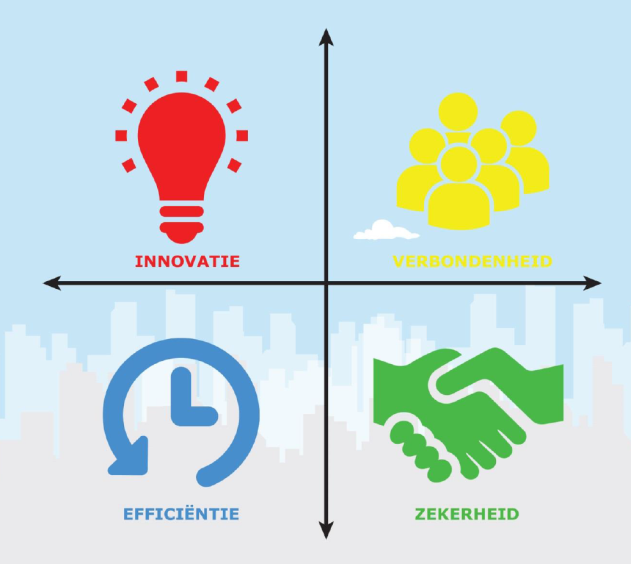 INNOVATIE
VERBONDENHEID
EFFICIËNTIE
ZEKERHEID